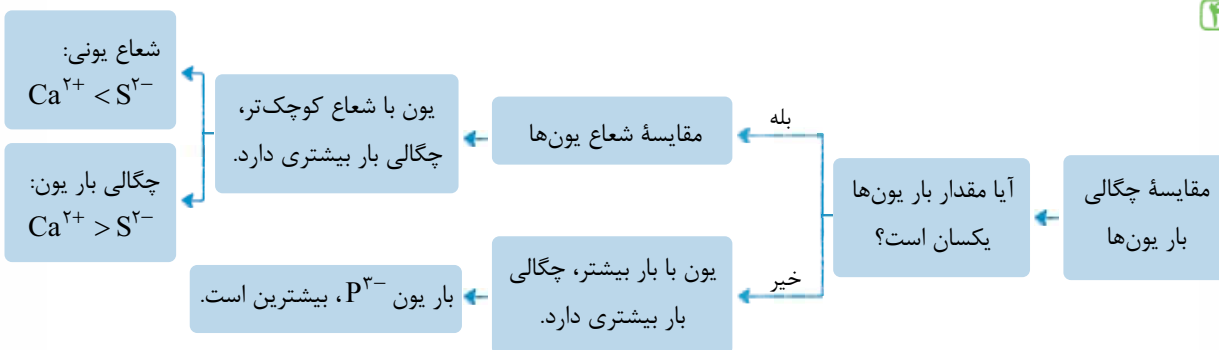 ۴
مقایسهٔ چگالی
بار یون‌ها
آیا مقدار بار یون‌ها
یکسان است؟
بله
مقایسهٔ شعاع یون‌ها
یون با شعاع کوچک‌تر،
چگالی بار بیشتری دارد.
شعاع یونی:
Ca²⁺ < S²⁻
چگالی بار یون:
Ca²⁺ > S²⁻
خیر
یون با بار بیشتر، چگالی
بار بیشتری دارد.
بار یون P³⁻، بیشترین است.